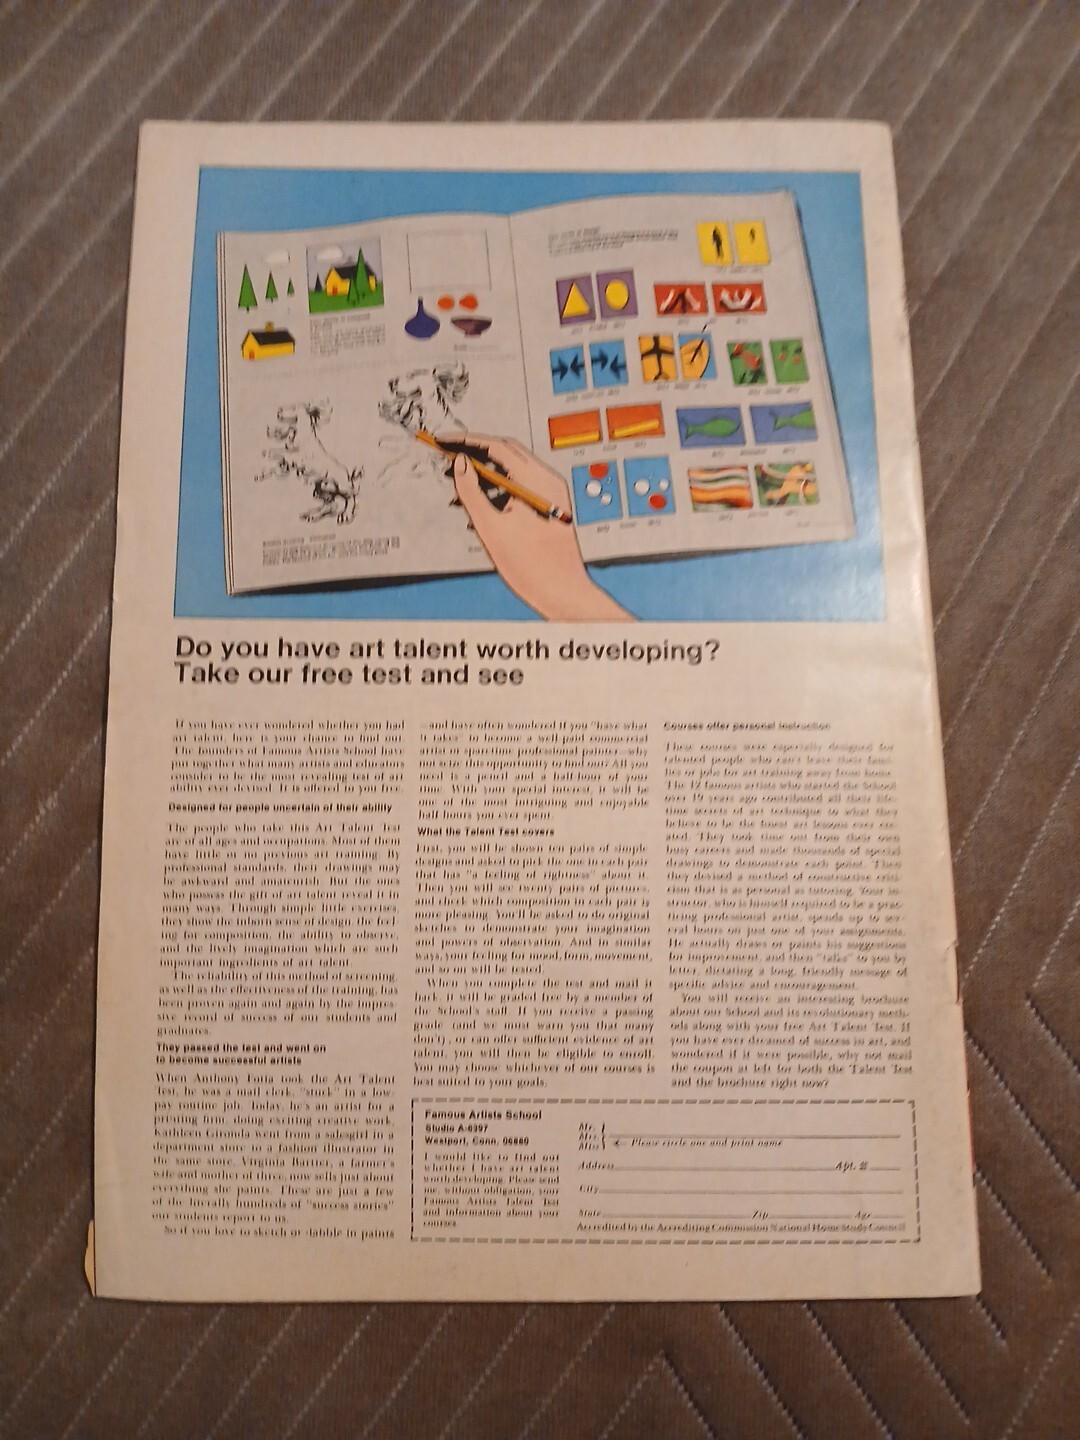 Do you have art talent worth developing?
Take our free test and see
If you have ever wondered whether you had
art talent, here is your chance to find out.
The founders of Famous Artists School have
put together what many artists and educators
consider to be the most revealing test of art
ability ever devised. It is offered to you free.
Designed for people uncertain of their ability
The people who take this Art Talent Test
are of all ages and occupations. Most of them
have little or no previous art training. By
professional standards, their drawings may
be awkward and amateurish. But the ones
who possess the gift of art talent reveal it in
many ways. Through simple little exercises,
they show the inborn sense of design, the feel-
ing for composition, the ability to observe,
and the lively imagination which are such
important ingredients of art talent.
The reliability of this method of screening,
as well as the effectiveness of the training, has
been proven again and again by the impres-
sive record of success of our students and
graduates.
They passed the test and went on
to become successful artists
When Anthony Fotia took the Art Talent
Test, he was a mail clerk, "stuck" in a low-
pay routine job. Today, he's an artist for a
printing firm, doing exciting creative work.
Kathleen Gironda went from a salesgirl in a
department store to a fashion illustrator in
the same store. Virginia Bartter, a farmer's
wife and mother of three, now sells just about
everything she paints. These are just a few
of the literally hundreds of "success stories"
our students report to us.
So if you love to sketch or dabble in paints
—and have often wondered if you "have what
it takes" to become a well-paid commercial
artist or sparetime professional painter—why
not seize this opportunity to find out? All you
need is a pencil and a half-hour of your
time. With your special interest, it will be
one of the most intriguing and enjoyable
half hours you ever spent.
What the Talent Test covers
First, you will be shown ten pairs of simple
designs and asked to pick the one in each pair
that has "a feeling of rightness" about it.
Then you will see twenty pairs of pictures,
and check which composition in each pair is
more pleasing. You'll be asked to do original
sketches to demonstrate your imagination
and powers of observation. And in similar
ways, your feeling for mood, form, movement,
and so on will be tested.
When you complete the test and mail it
back, it will be graded free by a member of
the School's staff. If you receive a passing
grade (and we must warn you that many
don't), or can offer sufficient evidence of art
talent, you will then be eligible to enroll.
You may choose whichever of our courses is
best suited to your goals.
Courses offer personal instruction
These courses were especially designed for
talented people who can't leave their fami-
lies or jobs for art training away from home.
The 12 famous artists who started the School
over 19 years ago contributed all their life-
time secrets of art technique to what they
believe to be the finest art lessons ever cre-
ated. They took time out from their own
busy careers and made thousands of special
drawings to demonstrate each point. Then
they devised a method of constructive criti-
cism that is as personal as tutoring. Your in-
structor, who is himself required to be a prac-
ticing professional artist, spends up to sev-
eral hours on just one of your assignments.
He actually draws or paints his suggestions
for improvement, and then "talks" to you by
letter, dictating a long, friendly message of
specific advice and encouragement.
You will receive an interesting brochure
about our School and its revolutionary meth-
ods along with your free Art Talent Test. If
you have ever dreamed of success in art, and
wondered if it were possible, why not mail
the coupon at left for both the Talent Test
and the brochure right now?
Famous Artists School
Studio A-6397
Westport, Conn. 06880
I would like to find out
whether I have art talent
worth developing. Please send
me, without obligation, your
Famous Artists Talent Test
and information about your
courses.
Mr.
Mrs.
Miss
Please circle one and print name
Address Apt. #
City
State Zip Age
Accredited by the Accrediting Commission National Home Study Council